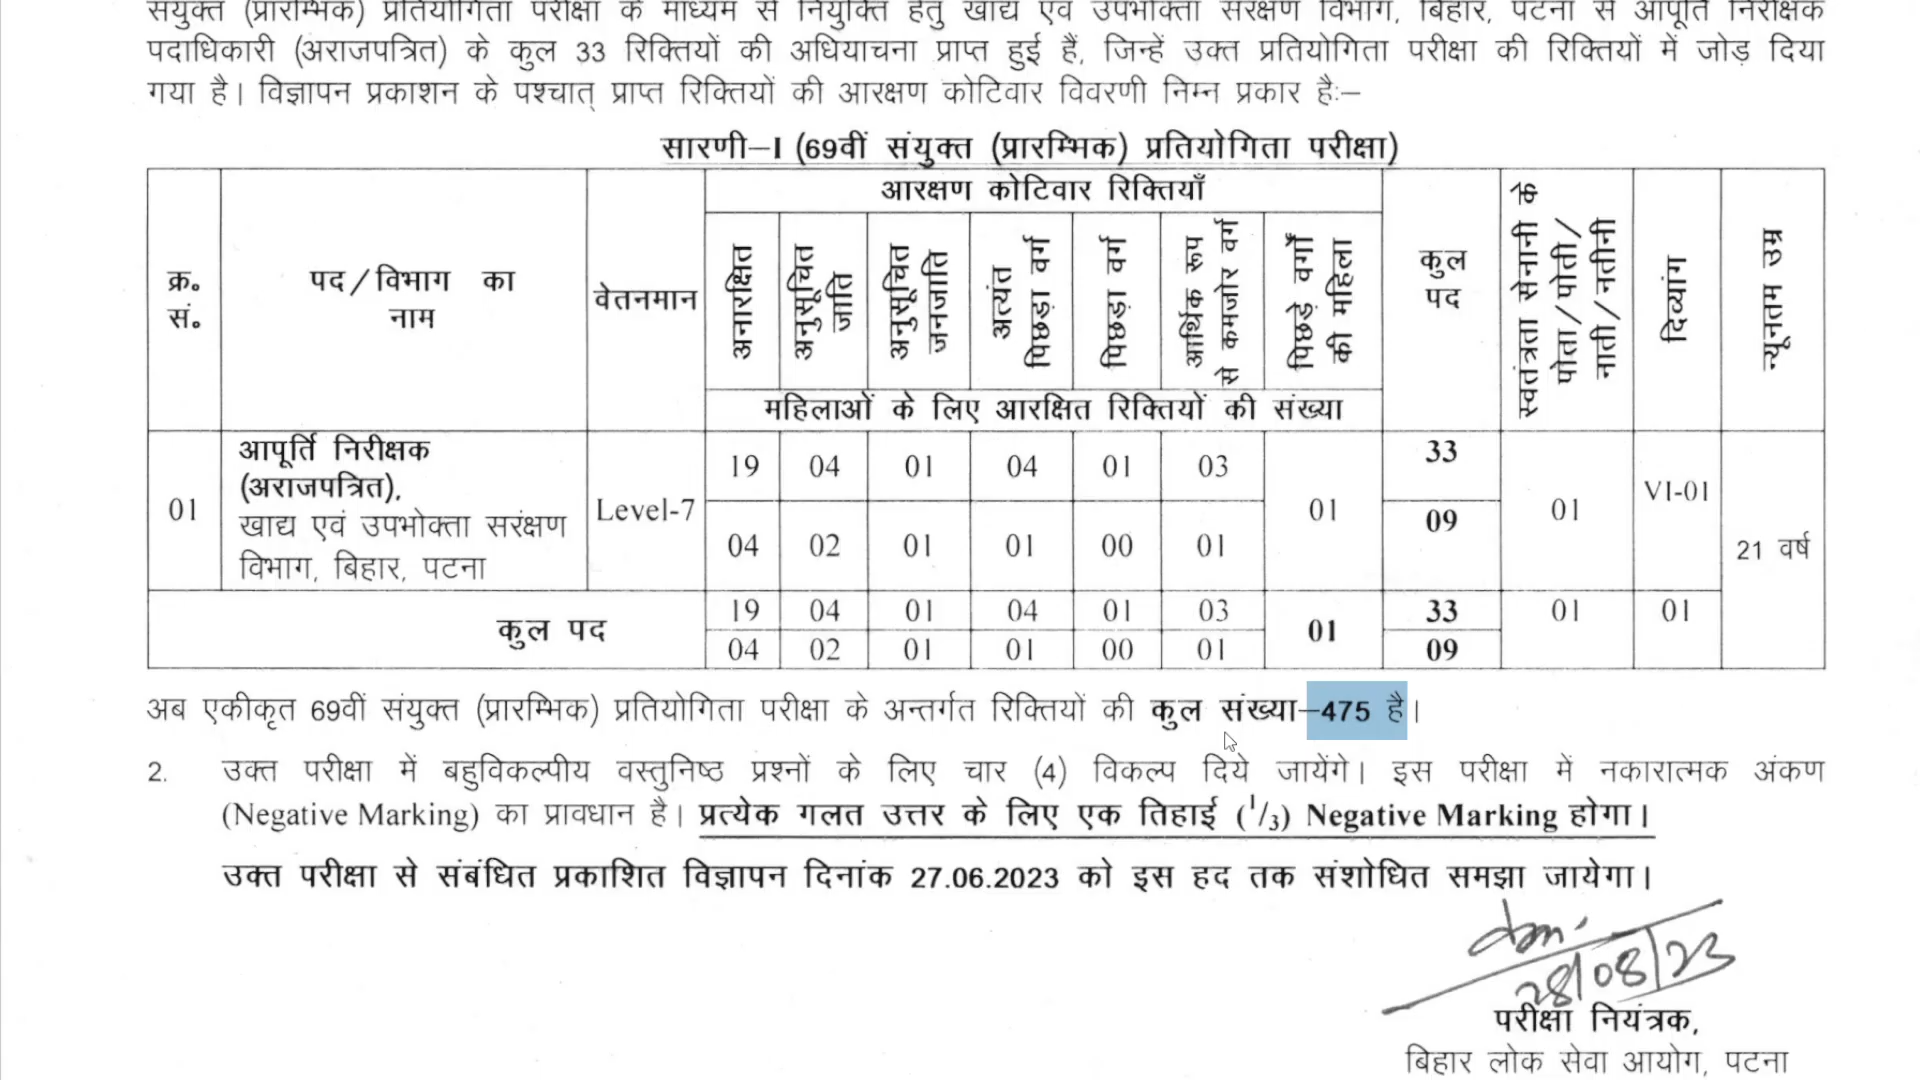 संयुक्त (प्रारम्भिक) प्रतियोगिता परीक्षा के माध्यम से नियुक्ति हेतु खाद्य एवं उपभोक्ता संरक्षण विभाग, बिहार, पटना से आपूर्ति निरीक्षक
पदाधिकारी (अराजपत्रित) के कुल 33 रिक्तियों की अधियाचना प्राप्त हुई हैं, जिन्हें उक्त प्रतियोगिता परीक्षा की रिक्तियों में जोड़ दिया
गया है। विज्ञापन प्रकाशन के पश्चात् प्राप्त रिक्तियों की आरक्षण कोटिवार विवरणी निम्न प्रकार हैः–
सारणी–I (69वीं संयुक्त (प्रारम्भिक) प्रतियोगिता परीक्षा)
क्र. सं.
पद/विभाग का नाम
वेतनमान
आरक्षण कोटिवार रिक्तियाँ
अनारक्षित
अनुसूचित जाति
अनुसूचित जनजाति
अत्यंत पिछड़ा वर्ग
पिछड़ा वर्ग
आर्थिक रूप से कमजोर वर्ग
पिछड़े वर्गों की महिला
महिलाओं के लिए आरक्षित रिक्तियों की संख्या
कुल पद
स्वतंत्रता सेनानी के पोता/पोती/नाती/नतीनी
दिव्यांग
न्यूनतम उम्र
01
आपूर्ति निरीक्षक
(अराजपत्रित),
खाद्य एवं उपभोक्ता सरंक्षण
विभाग, बिहार, पटना
Level-7
19 04 01 04 01 03 33
04 02 01 01 00 01 09
01
01
VI-01
21 वर्ष
कुल पद
19 04 01 04 01 03 33 01 01
04 02 01 01 00 01 09
01
अब एकीकृत 69वीं संयुक्त (प्रारम्भिक) प्रतियोगिता परीक्षा के अन्तर्गत रिक्तियों की कुल संख्या–475 है।
2. उक्त परीक्षा में बहुविकल्पीय वस्तुनिष्ठ प्रश्नों के लिए चार (4) विकल्प दिये जायेंगे। इस परीक्षा में नकारात्मक अंकण
(Negative Marking) का प्रावधान है। प्रत्येक गलत उत्तर के लिए एक तिहाई (1/3) Negative Marking होगा।
उक्त परीक्षा से संबंधित प्रकाशित विज्ञापन दिनांक 27.06.2023 को इस हद तक संशोधित समझा जायेगा।
28/08/23
परीक्षा नियंत्रक,
बिहार लोक सेवा आयोग, पटना